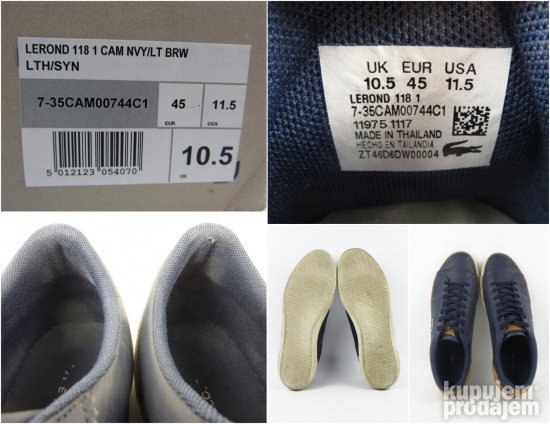 LEROND 118 1 CAM NVY/LT BRW
LTH/SYN
7-35CAM00744C1
45
EUR
11.5
USA
5 012123 054070
10.5
UK
UK EUR USA
10.5 45 11.5
LEROND 118 1
7-35CAM00744C1
11975 1117
MADE IN THAILAND
HECHO EN TAILANDIA
ZT46D6DW00004
kupujem
prodajem